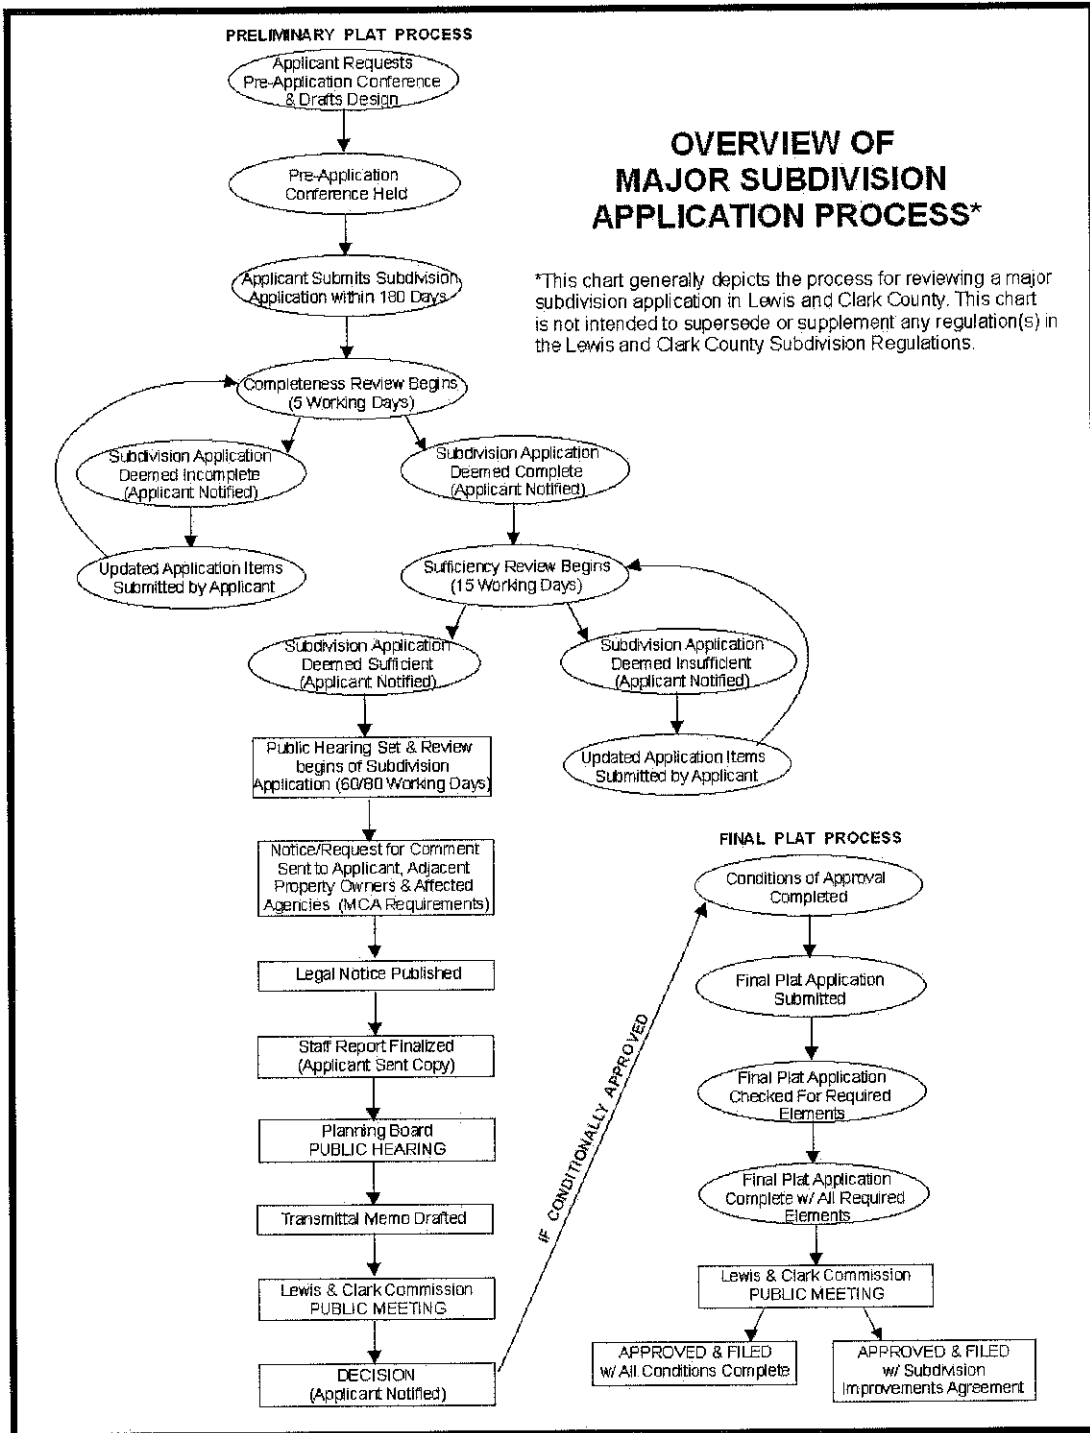 PRELIMINARY PLAT PROCESS
Applicant Requests
Pre-Application Conference
& Drafts Design
OVERVIEW OF
MAJOR SUBDIVISION
APPLICATION PROCESS*
Pre-Application
Conference Held
*This chart generally depicts the process for reviewing a major
subdivision application in Lewis and Clark County. This chart
is not intended to supersede or supplement any regulation(s) in
the Lewis and Clark County Subdivision Regulations.
Applicant Submits Subdivision
Application within 180 Days
Completeness Review Begins
(5 Working Days)
Subdivision Application
Deemed Incomplete
(Applicant Notified)
Subdivision Application
Deemed Complete
(Applicant Notified)
Updated Application Items
Submitted by Applicant
Sufficiency Review Begins
(15 Working Days)
Subdivision Application
Deemed Sufficient
(Applicant Notified)
Subdivision Application
Deemed Insufficient
(Applicant Notified)
Public Hearing Set & Review
begins of Subdivision
Application (60/80 Working Days)
Updated Application Items
Submitted by Applicant
Notice/Request for Comment
Sent to Applicant, Adjacent
Property Owners & Affected
Agencies (MCA Requirements)
Legal Notice Published
Staff Report Finalized
(Applicant Sent Copy)
Planning Board
PUBLIC HEARING
Transmittal Memo Drafted
Lewis & Clark Commission
PUBLIC MEETING
DECISION
(Applicant Notified)
IF CONDITIONALLY APPROVED
FINAL PLAT PROCESS
Conditions of Approval
Completed
Final Plat Application
Submitted
Final Plat Application
Checked For Required
Elements
Final Plat Application
Complete w/ All Required
Elements
Lewis & Clark Commission
PUBLIC MEETING
APPROVED & FILED
w/ All Conditions Complete
APPROVED & FILED
w/ Subdivision
Improvements Agreement